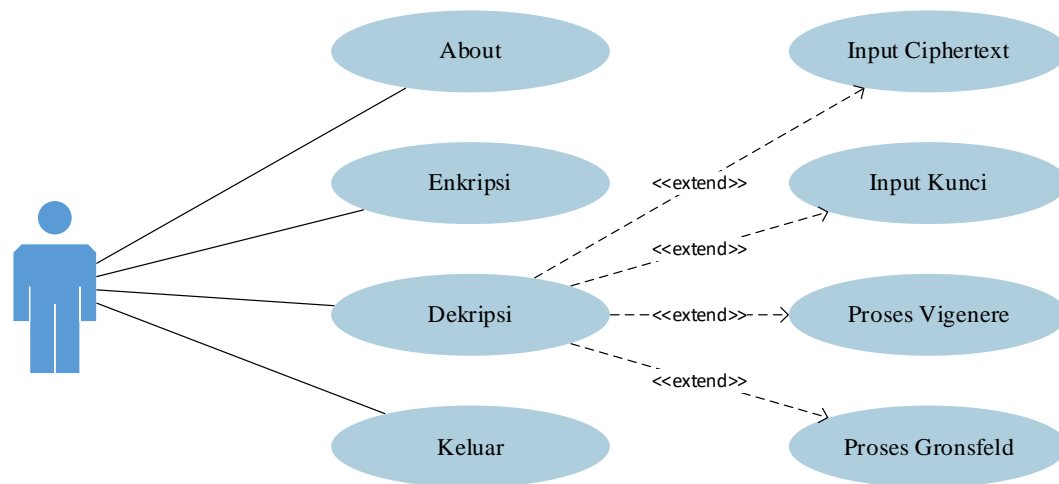 About
Input Ciphertext
Enkripsi
<<extend>>
Input Kunci
<<extend>>
Dekripsi
<<extend>>
Proses Vigenere
<<extend>>
Keluar
Proses Gronsfeld